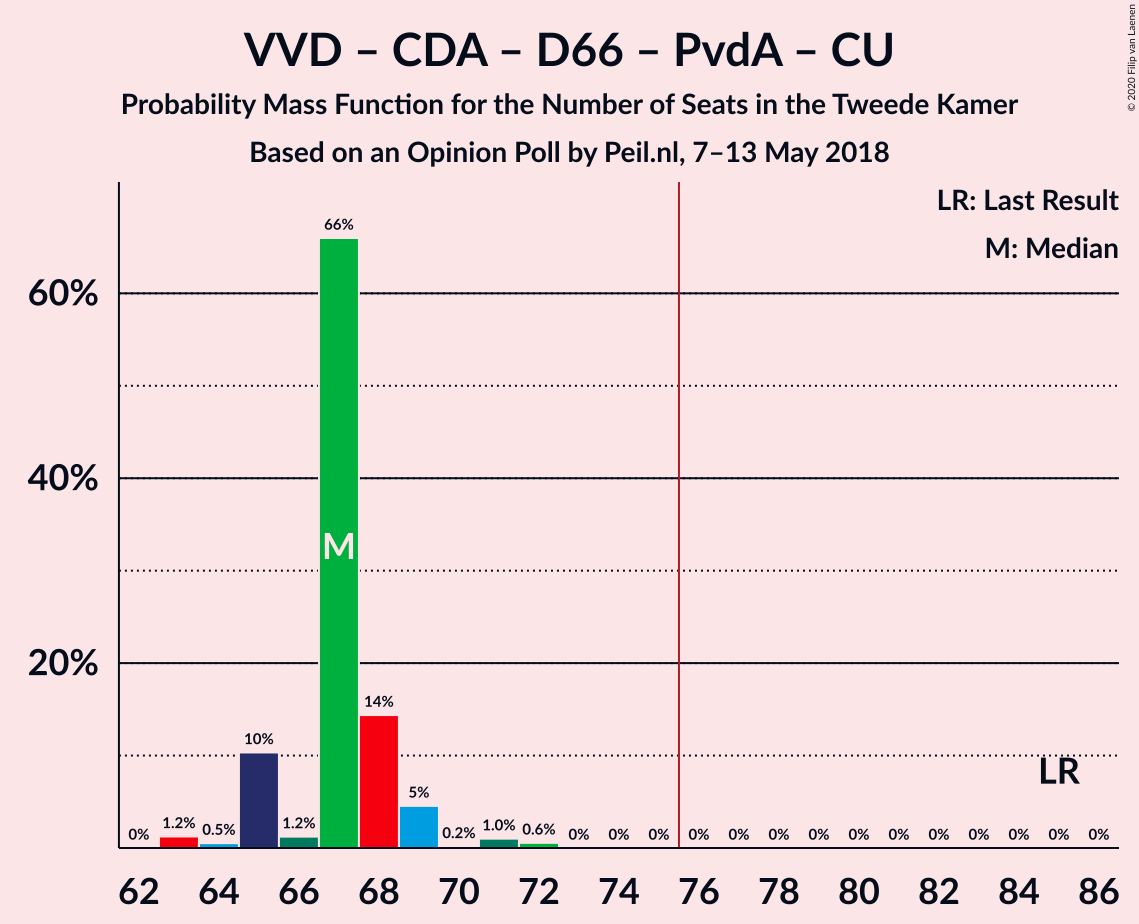 VVD – CDA – D66 – PvdA – CU
Probability Mass Function for the Number of Seats in the Tweede Kamer
Based on an Opinion Poll by Peil.nl, 7–13 May 2018
© 2020 Filip van Laenen
LR: Last Result
M: Median
60%
40%
20%
0% 1.2% 0.5% 10% 1.2% 66% 14% 5% 0.2% 1.0% 0.6% 0% 0% 0% 0% 0% 0% 0% 0% 0% 0% 0% 0% 0% 0%
M
LR
62 64 66 68 70 72 74 76 78 80 82 84 86